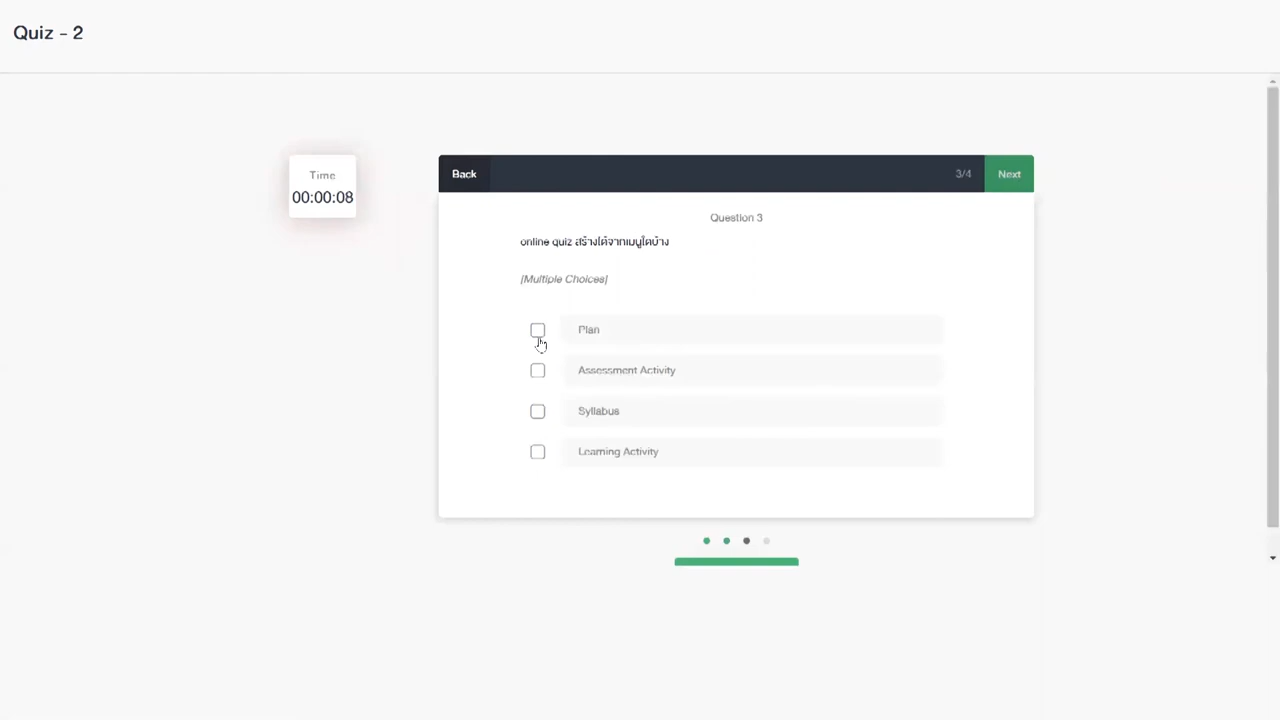 Quiz - 2
Time
00:00:08
Back
3/4
Next
Question 3
online quiz สร้างได้จากเมนูใดบ้าง
[Multiple Choices]
Plan
Assessment Activity
Syllabus
Learning Activity